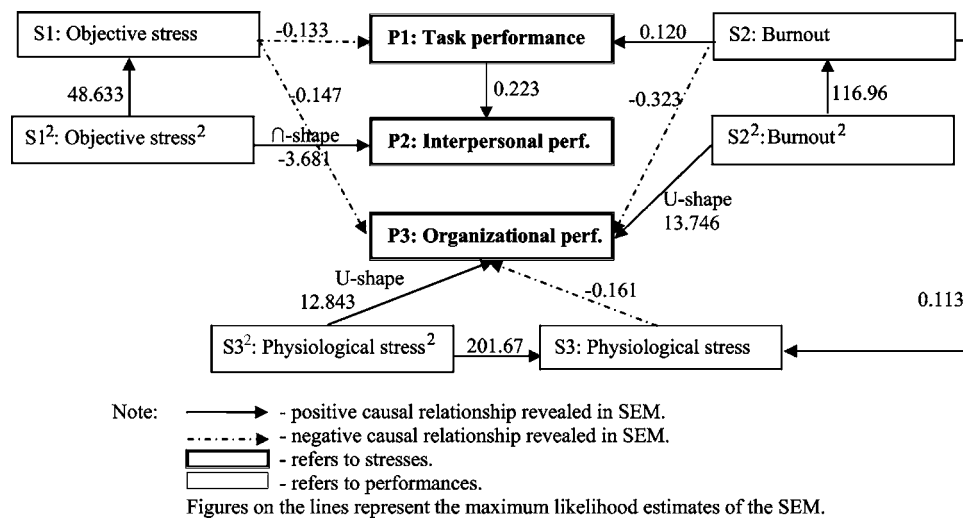 S1: Objective stress
-0.133
P1: Task performance
0.120
S2: Burnout
48.633
-0.147
0.223
-0.323
116.96
S1²: Objective stress²
∩-shape
-3.681
P2: Interpersonal perf.
S2²:Burnout²
U-shape
13.746
P3: Organizational perf.
U-shape
12.843
-0.161
0.113
S3²: Physiological stress²
201.67
S3: Physiological stress
Note:
- positive causal relationship revealed in SEM.
- negative causal relationship revealed in SEM.
- refers to stresses.
- refers to performances.
Figures on the lines represent the maximum likelihood estimates of the SEM.